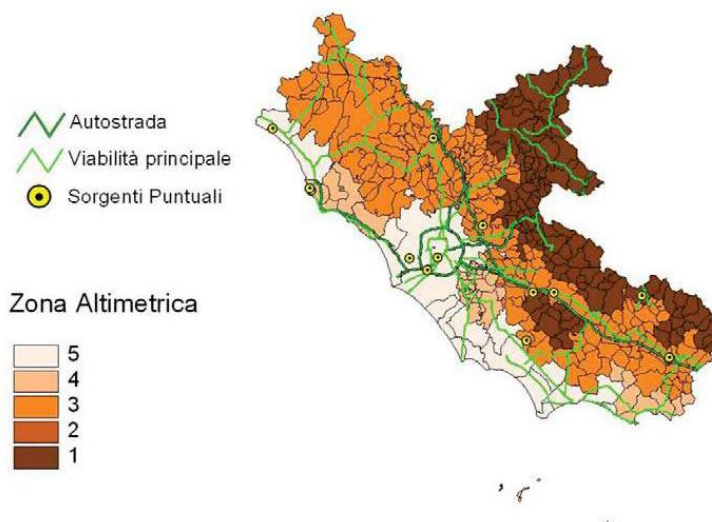 Autostrada
Viabilità principale
Sorgenti Puntuali
Zona Altimetrica
5
4
3
2
1